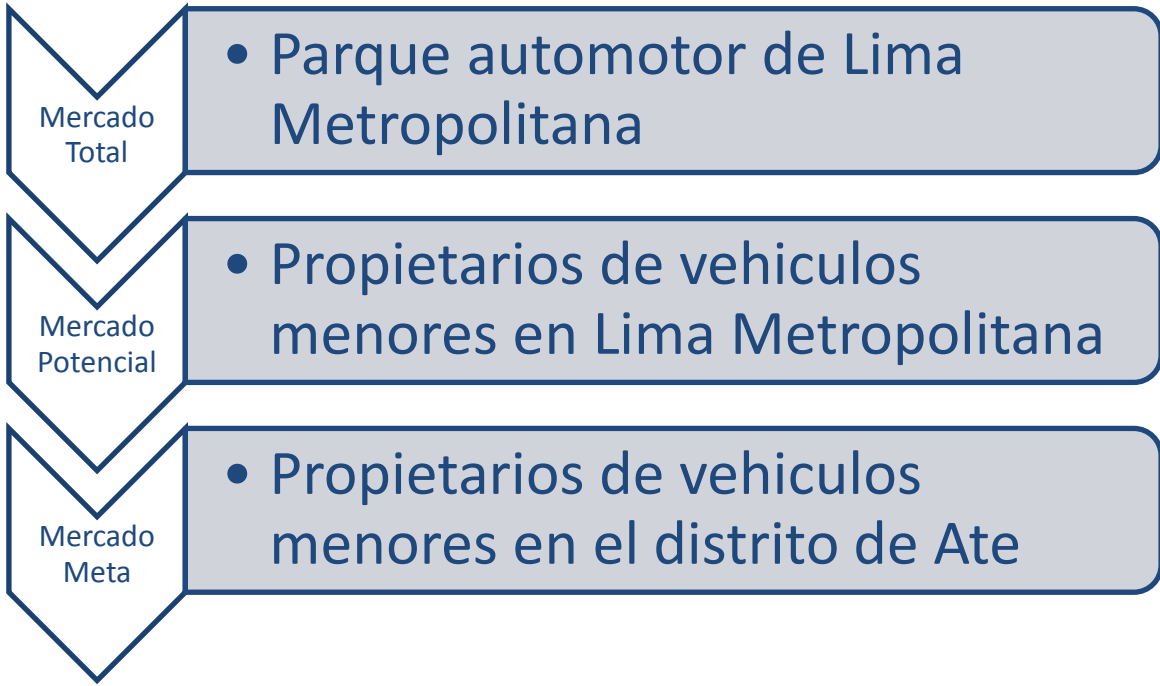 Mercado
Total
• Parque automotor de Lima
Metropolitana
Mercado
Potencial
• Propietarios de vehiculos
menores en Lima Metropolitana
Mercado
Meta
• Propietarios de vehiculos
menores en el distrito de Ate